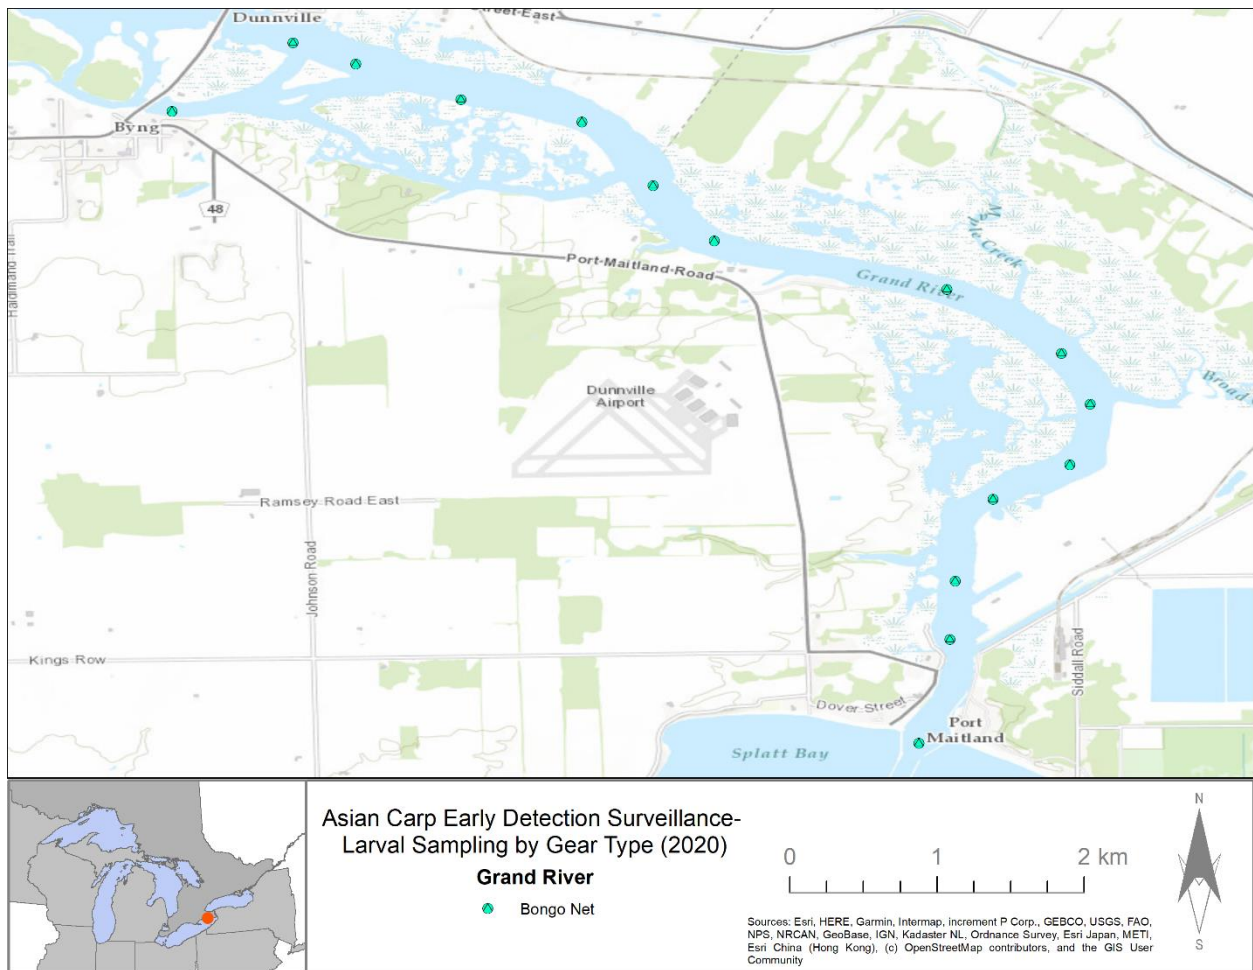 Dunnville
Street-East
Byng
48
Haldimand Trail
Port-Maitland-Road
Grand River
Maple Creek
Broad
Dunnville
Airport
Ramsey Road East
Johnson Road
Kings Row
Siddall Road
Dover Street
Port
Maitland
Splatt Bay
Asian Carp Early Detection Surveillance-
Larval Sampling by Gear Type (2020)
Grand River
Bongo Net
0 1 2 km
N
S
Sources: Esri, HERE, Garmin, Intermap, increment P Corp., GEBCO, USGS, FAO,
NPS, NRCAN, GeoBase, IGN, Kadaster NL, Ordnance Survey, Esri Japan, METI,
Esri China (Hong Kong), (c) OpenStreetMap contributors, and the GIS User
Community